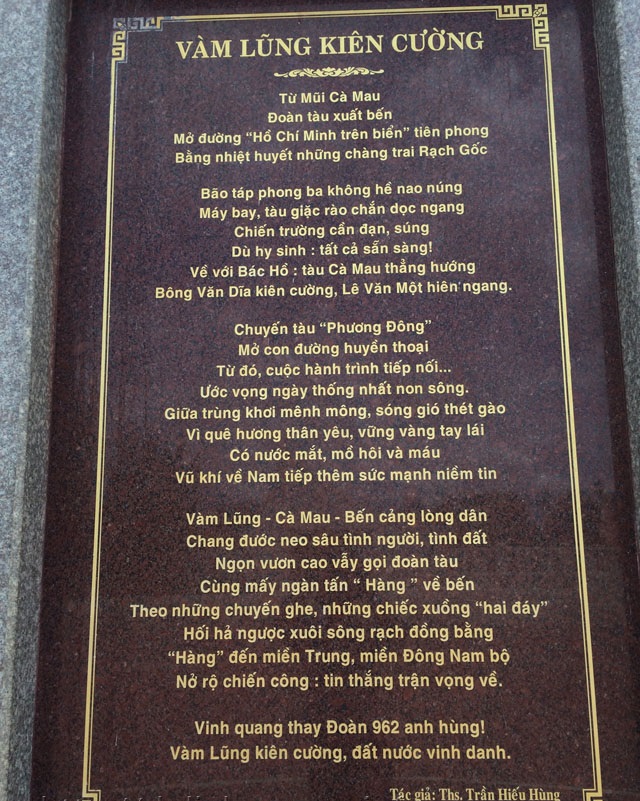 VÀM LŨNG KIÊN CƯỜNG
Từ Mũi Cà Mau
Đoàn tàu xuất bến
Mở đường “Hồ Chí Minh trên biển” tiên phong
Bằng nhiệt huyết những chàng trai Rạch Gốc
Bão táp phong ba không hề nao núng
Máy bay, tàu giặc rào chắn dọc ngang
Chiến trường cần đạn, súng
Dù hy sinh : tất cả sẵn sàng!
Về với Bác Hồ : tàu Cà Mau thẳng hướng
Bông Văn Dĩa kiên cường, Lê Văn Một hiên ngang.
Chuyến tàu “Phương Đông”
Mở con đường huyền thoại
Từ đó, cuộc hành trình tiếp nối...
Ước vọng ngày thống nhất non sông.
Giữa trùng khơi mênh mông, sóng gió thét gào
Vì quê hương thân yêu, vững vàng tay lái
Có nước mắt, mồ hôi và máu
Vũ khí về Nam tiếp thêm sức mạnh niềm tin
Vàm Lũng - Cà Mau - Bến cảng lòng dân
Chang đước neo sâu tình người, tình đất
Ngọn vươn cao vẫy gọi đoàn tàu
Cùng mấy ngàn tấn “ Hàng ” về bến
Theo những chuyến ghe, những chiếc xuồng “hai đáy”
Hối hả ngược xuôi sông rạch đồng bằng
“Hàng” đến miền Trung, miền Đông Nam bộ
Nở rộ chiến công : tin thắng trận vọng về.
Vinh quang thay Đoàn 962 anh hùng!
Vàm Lũng kiên cường, đất nước vinh danh.
Tác giả: Ths. Trần Hiếu Hùng